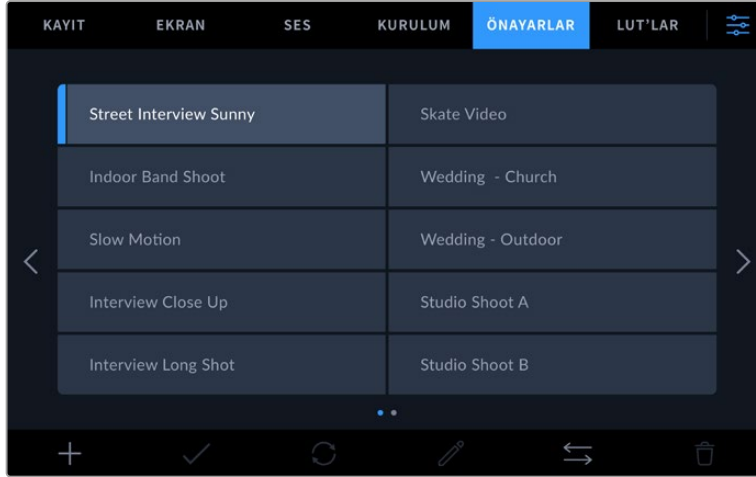 KAYIT EKRAN SES KURULUM ÖNAYARLAR LUT'LAR
Street Interview Sunny Skate Video
Indoor Band Shoot Wedding - Church
Slow Motion Wedding - Outdoor
Interview Close Up Studio Shoot A
Interview Long Shot Studio Shoot B